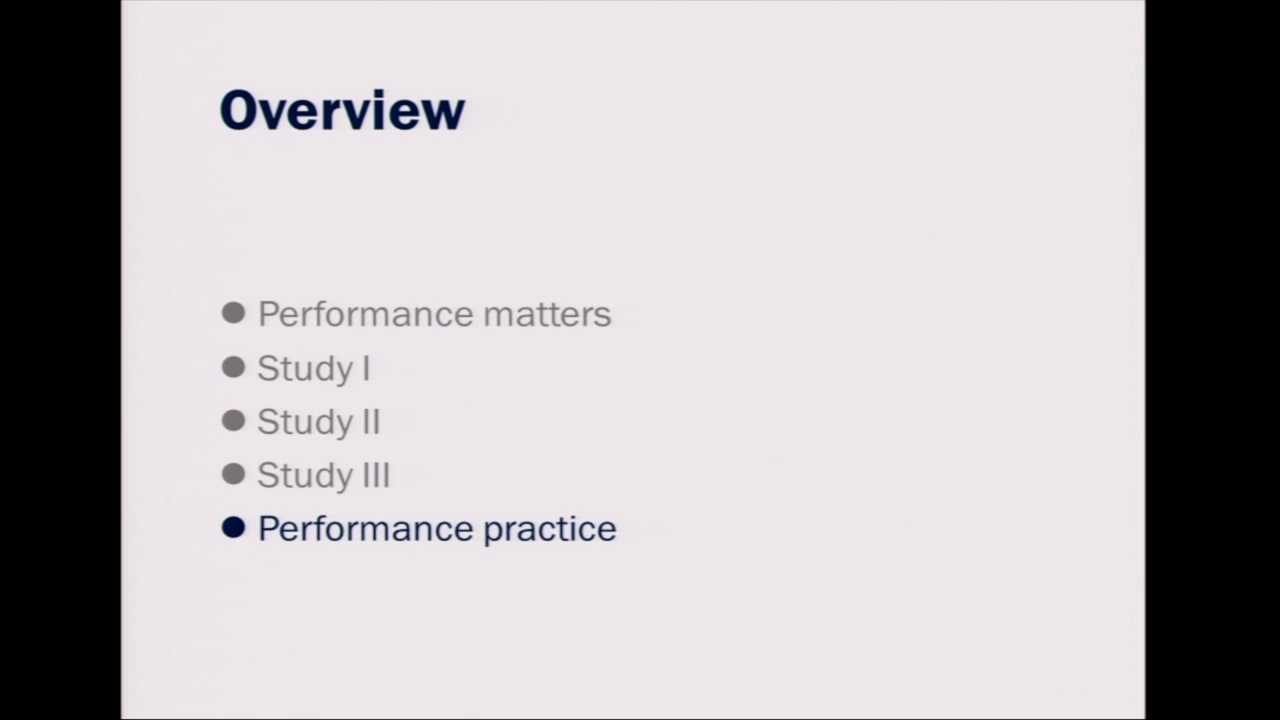 Overview
● Performance matters
● Study I
● Study II
● Study III
● Performance practice